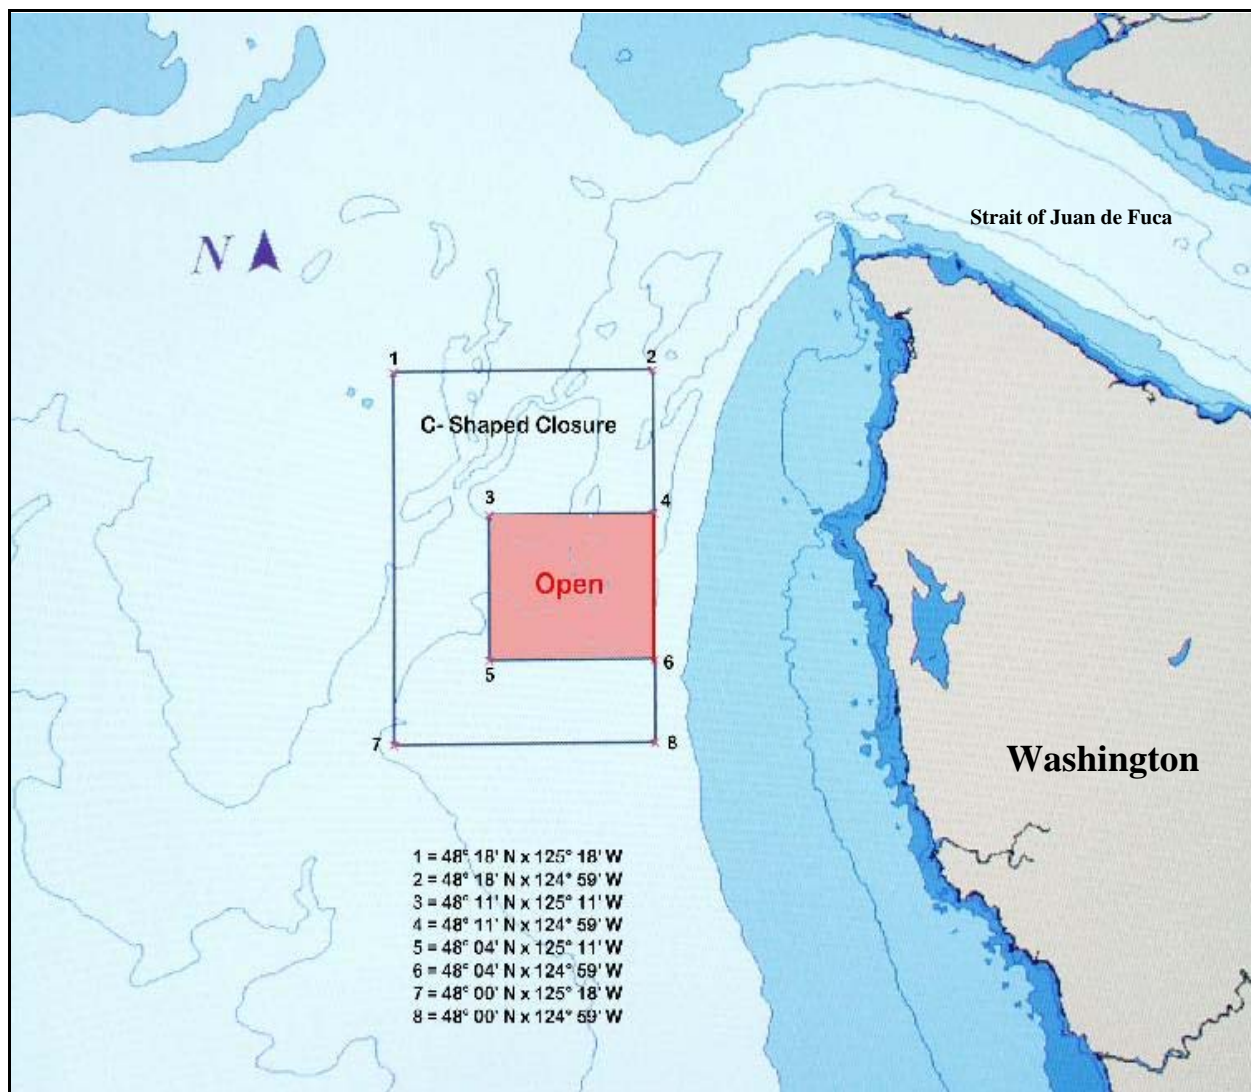 Strait of Juan de Fuca
N
1
2
C- Shaped Closure
3
4
Open
5
6
7
8
Washington
1 = 48° 18' N x 125° 18' W
2 = 48° 18' N x 124° 59' W
3 = 48° 11' N x 125° 11' W
4 = 48° 11' N x 124° 59' W
5 = 48° 04' N x 125° 11' W
6 = 48° 04' N x 124° 59' W
7 = 48° 00' N x 125° 18' W
8 = 48° 00' N x 124° 59' W